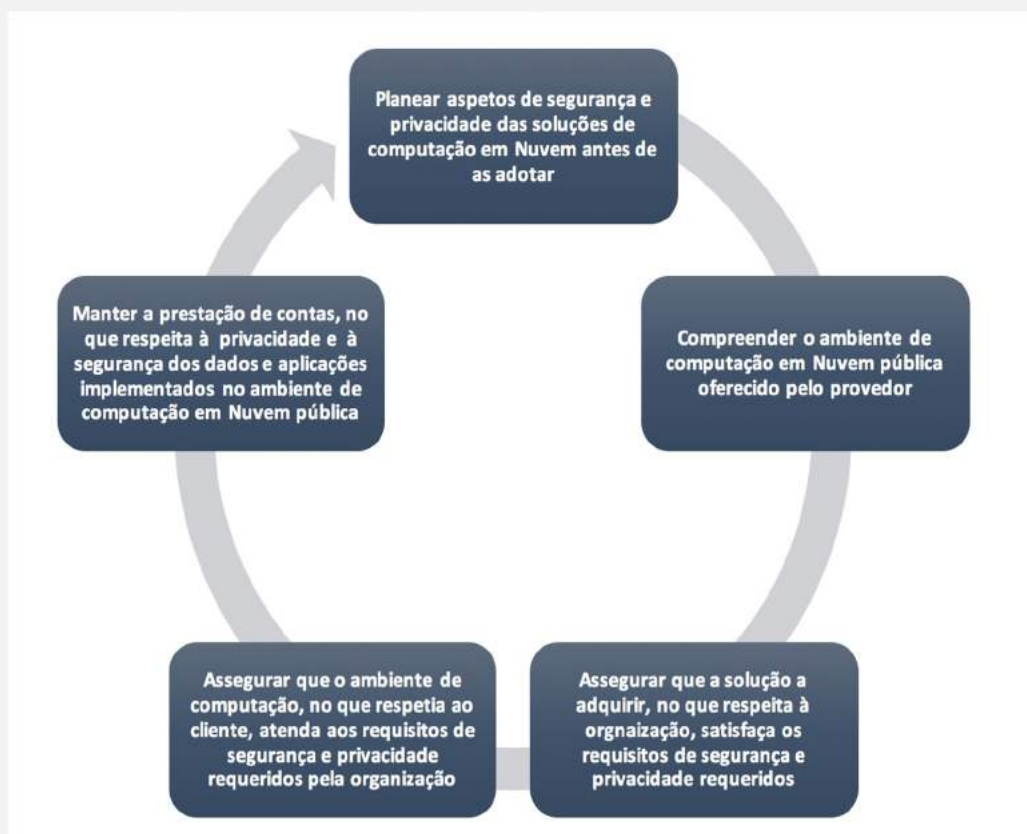 Planear aspetos de segurança e
privacidade das soluções de
computação em Nuvem antes de
as adotar
Compreender o ambiente de
computação em Nuvem pública
oferecido pelo provedor
Assegurar que a solução a
adquirir, no que respeita à
orgnaização, satisfaça os
requisitos de segurança e
privacidade requeridos
Assegurar que o ambiente de
computação, no que respetia ao
cliente, atenda aos requisitos de
segurança e privacidade
requeridos pela organização
Manter a prestação de contas, no
que respeita à privacidade e à
segurança dos dados e aplicações
implementados no ambiente de
computação em Nuvem pública